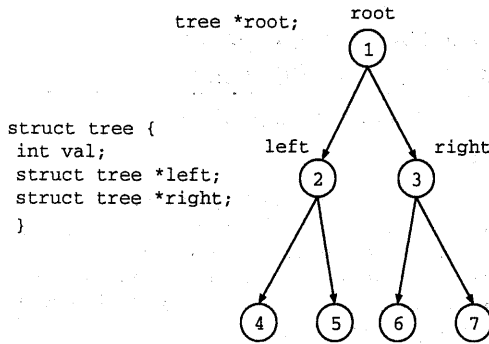 tree *root;
root
1
struct tree {
int val;
struct tree *left;
struct tree *right;
}
left
right
2
3
4
5
6
7